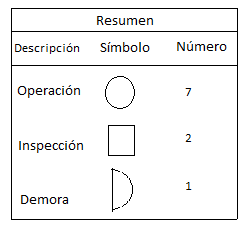 Resumen
Descripción Símbolo Número
Operación 7
Inspección 2
Demora 1